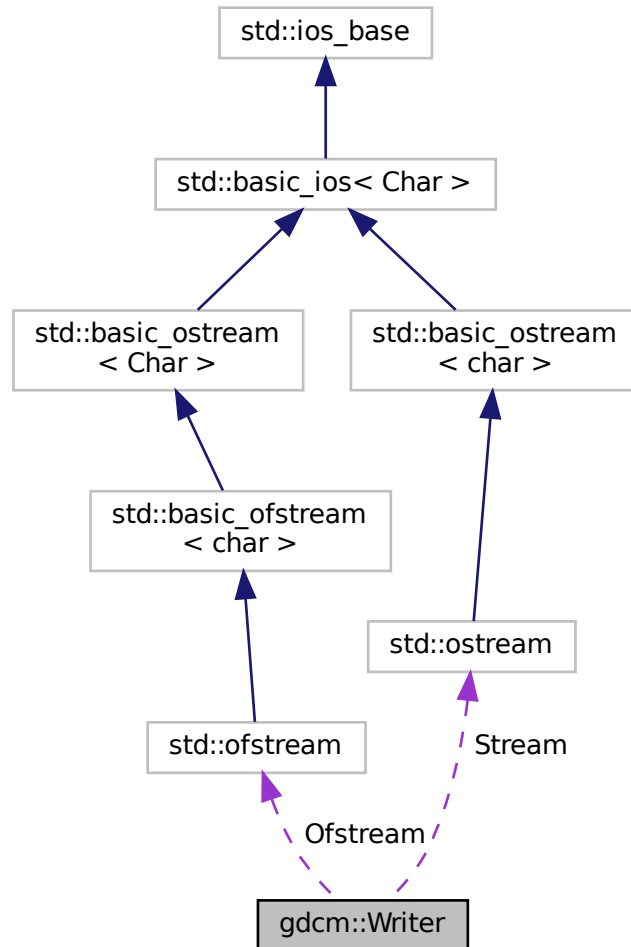 std::ios_base
std::basic_ios< Char >
std::basic_ostream
< Char >
std::basic_ostream
< char >
std::basic_ofstream
< char >
std::ostream
std::ofstream
Stream
Ofstream
gdcm::Writer